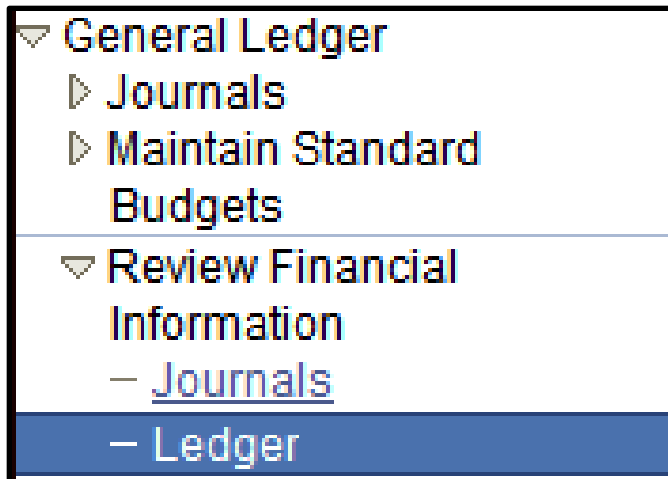 General Ledger
Journals
Maintain Standard
Budgets
Review Financial
Information
Journals
Ledger